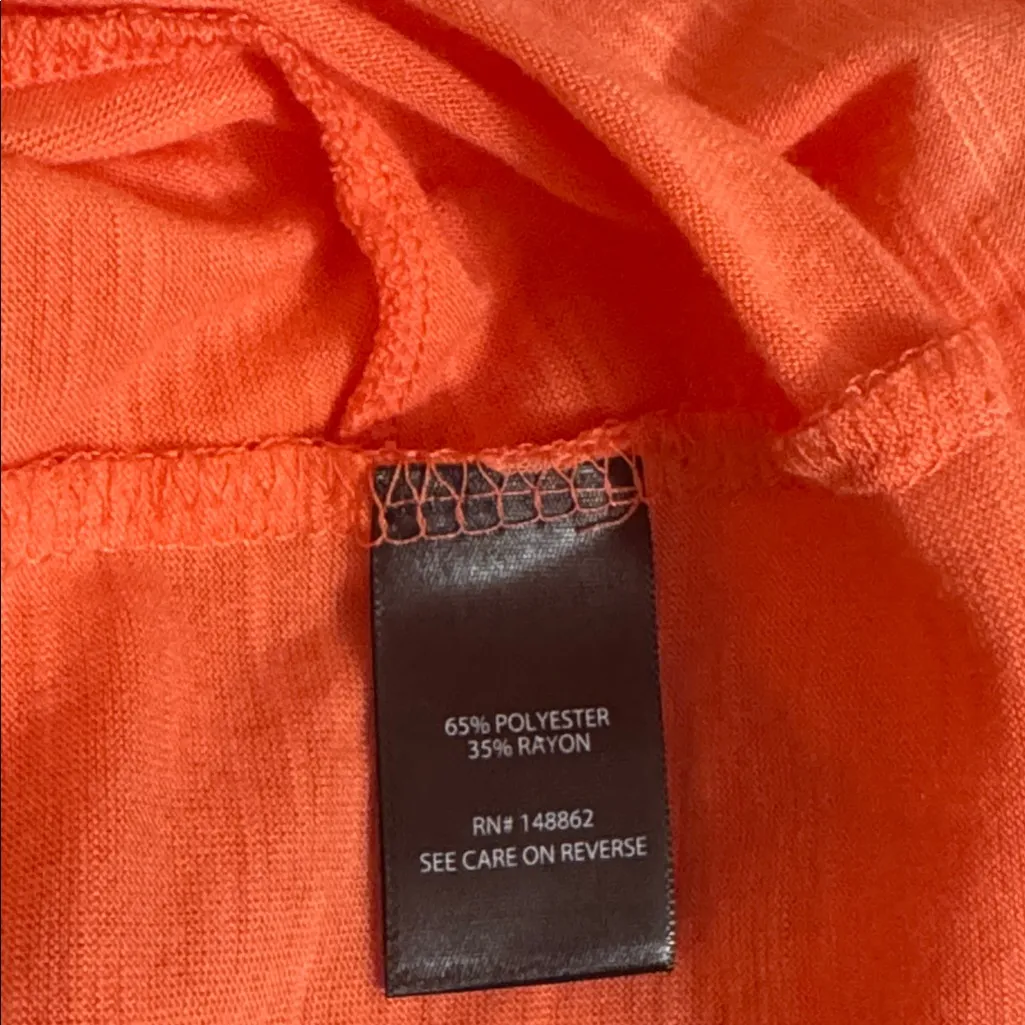 65% POLYESTER
35% RAYON
RN# 148862
SEE CARE ON REVERSE